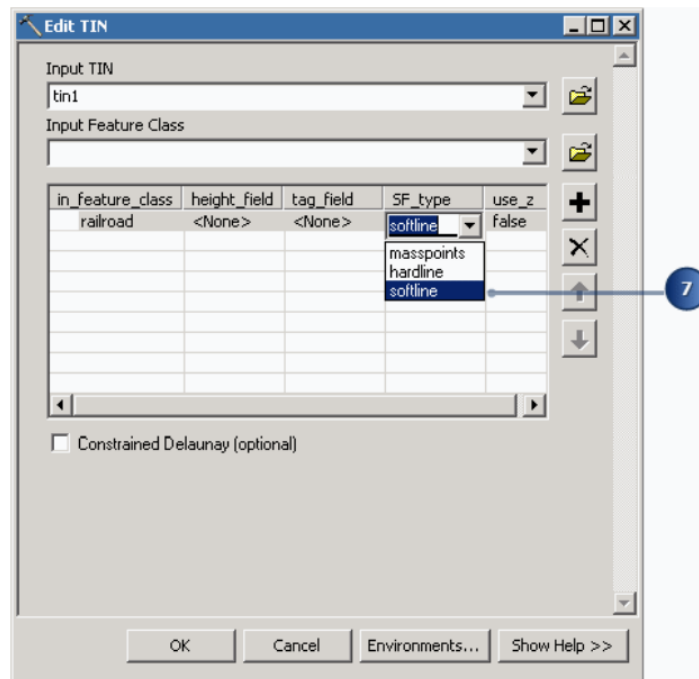 Edit TIN
Input TIN
tin1
Input Feature Class
in_feature_class height_field tag_field SF_type use_z
railroad <None> <None> softline false
masspoints
hardline
softline
7
Constrained Delaunay (optional)
OK Cancel Environments... Show Help >>